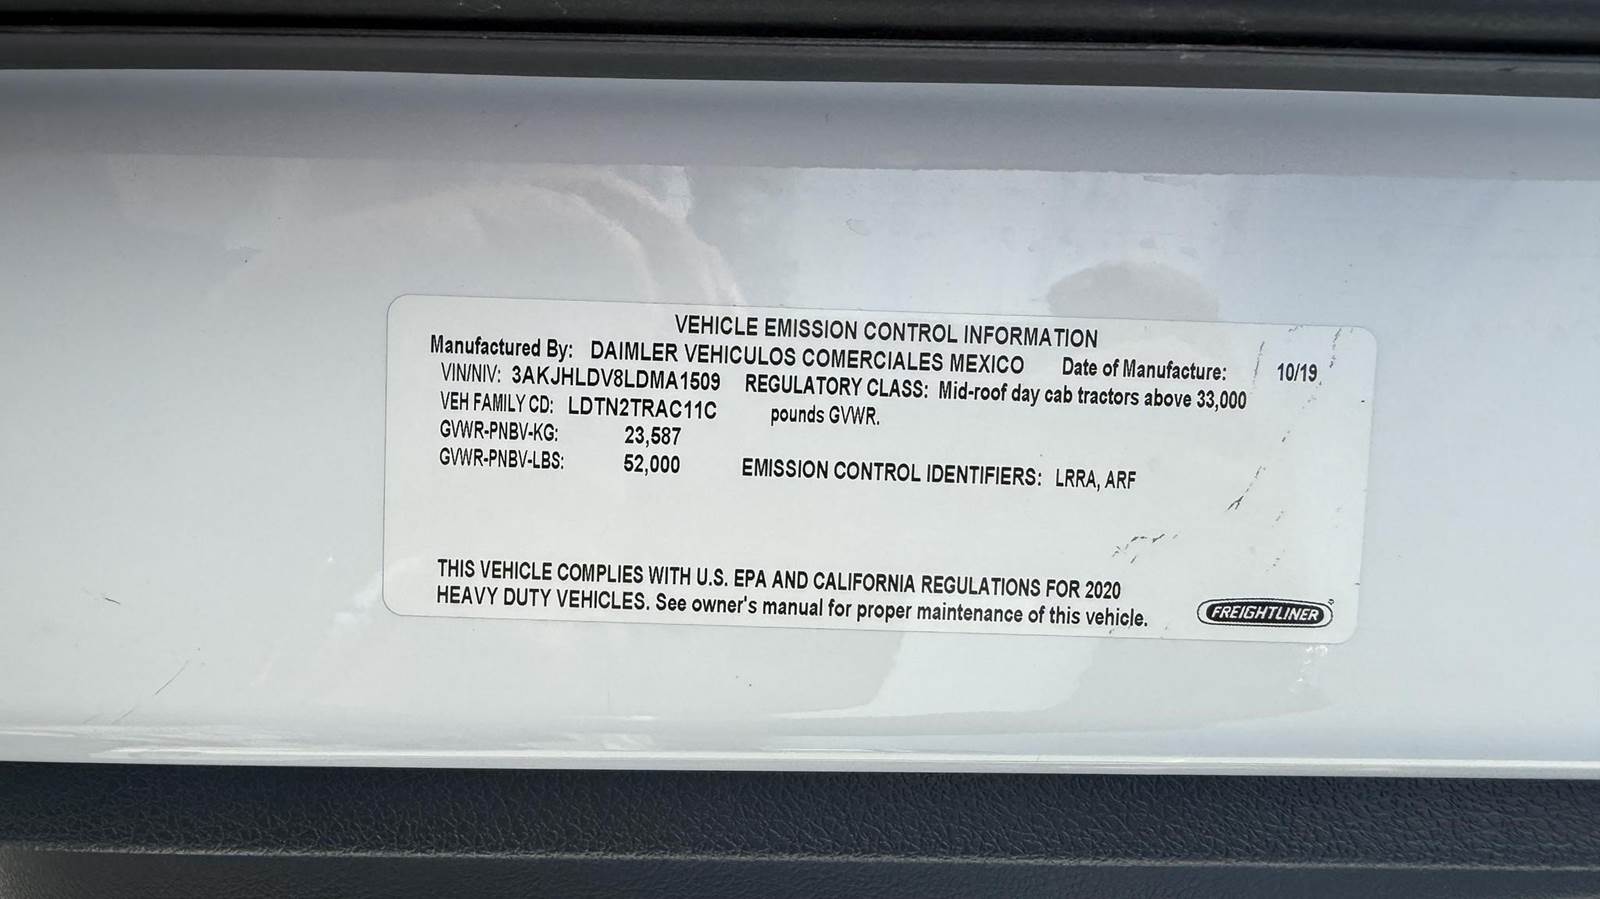 VEHICLE EMISSION CONTROL INFORMATION
Manufactured By: DAIMLER VEHICULOS COMERCIALES MEXICO Date of Manufacture: 10/19
VIN/NIV: 3AKJHLDV8LDMA1509 REGULATORY CLASS: Mid-roof day cab tractors above 33,000
VEH FAMILY CD: LDTN2TRAC11C pounds GVWR.
GVWR-PNBV-KG: 23,587
GVWR-PNBV-LBS: 52,000 EMISSION CONTROL IDENTIFIERS: LRRA, ARF
THIS VEHICLE COMPLIES WITH U.S. EPA AND CALIFORNIA REGULATIONS FOR 2020
HEAVY DUTY VEHICLES. See owner's manual for proper maintenance of this vehicle.
FREIGHTLINER